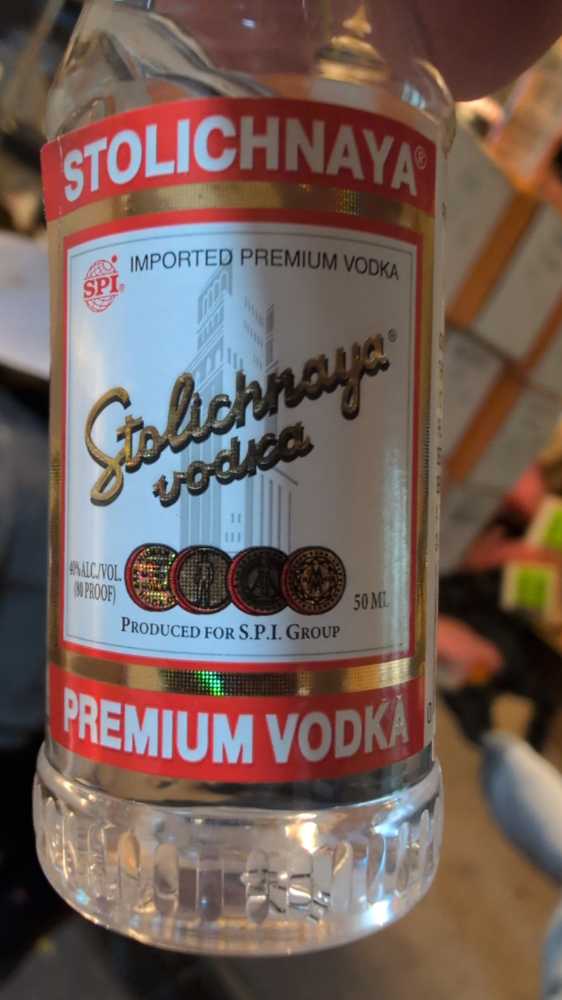 STOLICHNAYA®
IMPORTED PREMIUM VODKA
SPI®
Stolichnaya®
vodka
40% ALC./VOL.
(80 PROOF)
50 ML
PRODUCED FOR S.P.I. GROUP
PREMIUM VODKA